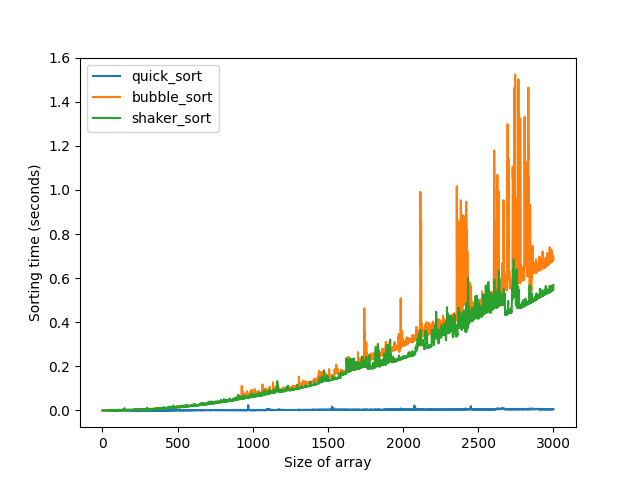 quick_sort
bubble_sort
shaker_sort
Sorting time (seconds)
1.6
1.4
1.2
1.0
0.8
0.6
0.4
0.2
0.0
0 500 1000 1500 2000 2500 3000
Size of array